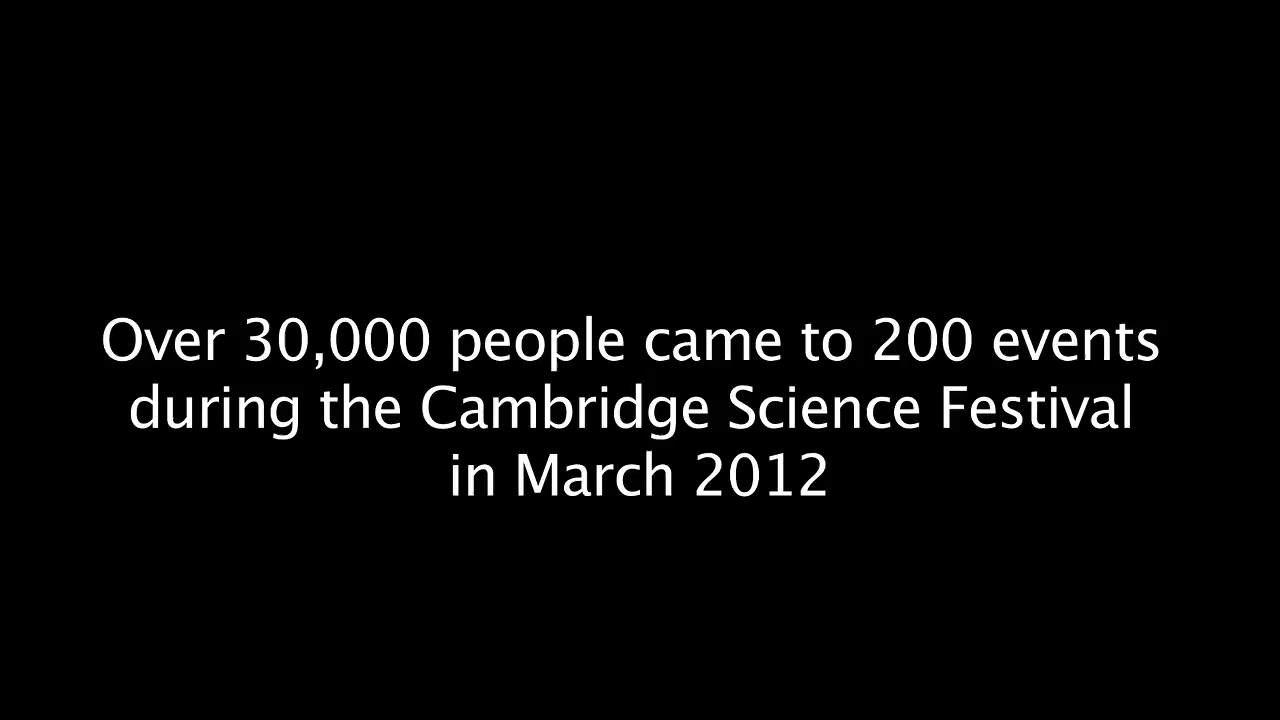 Over 30,000 people came to 200 events
during the Cambridge Science Festival
in March 2012